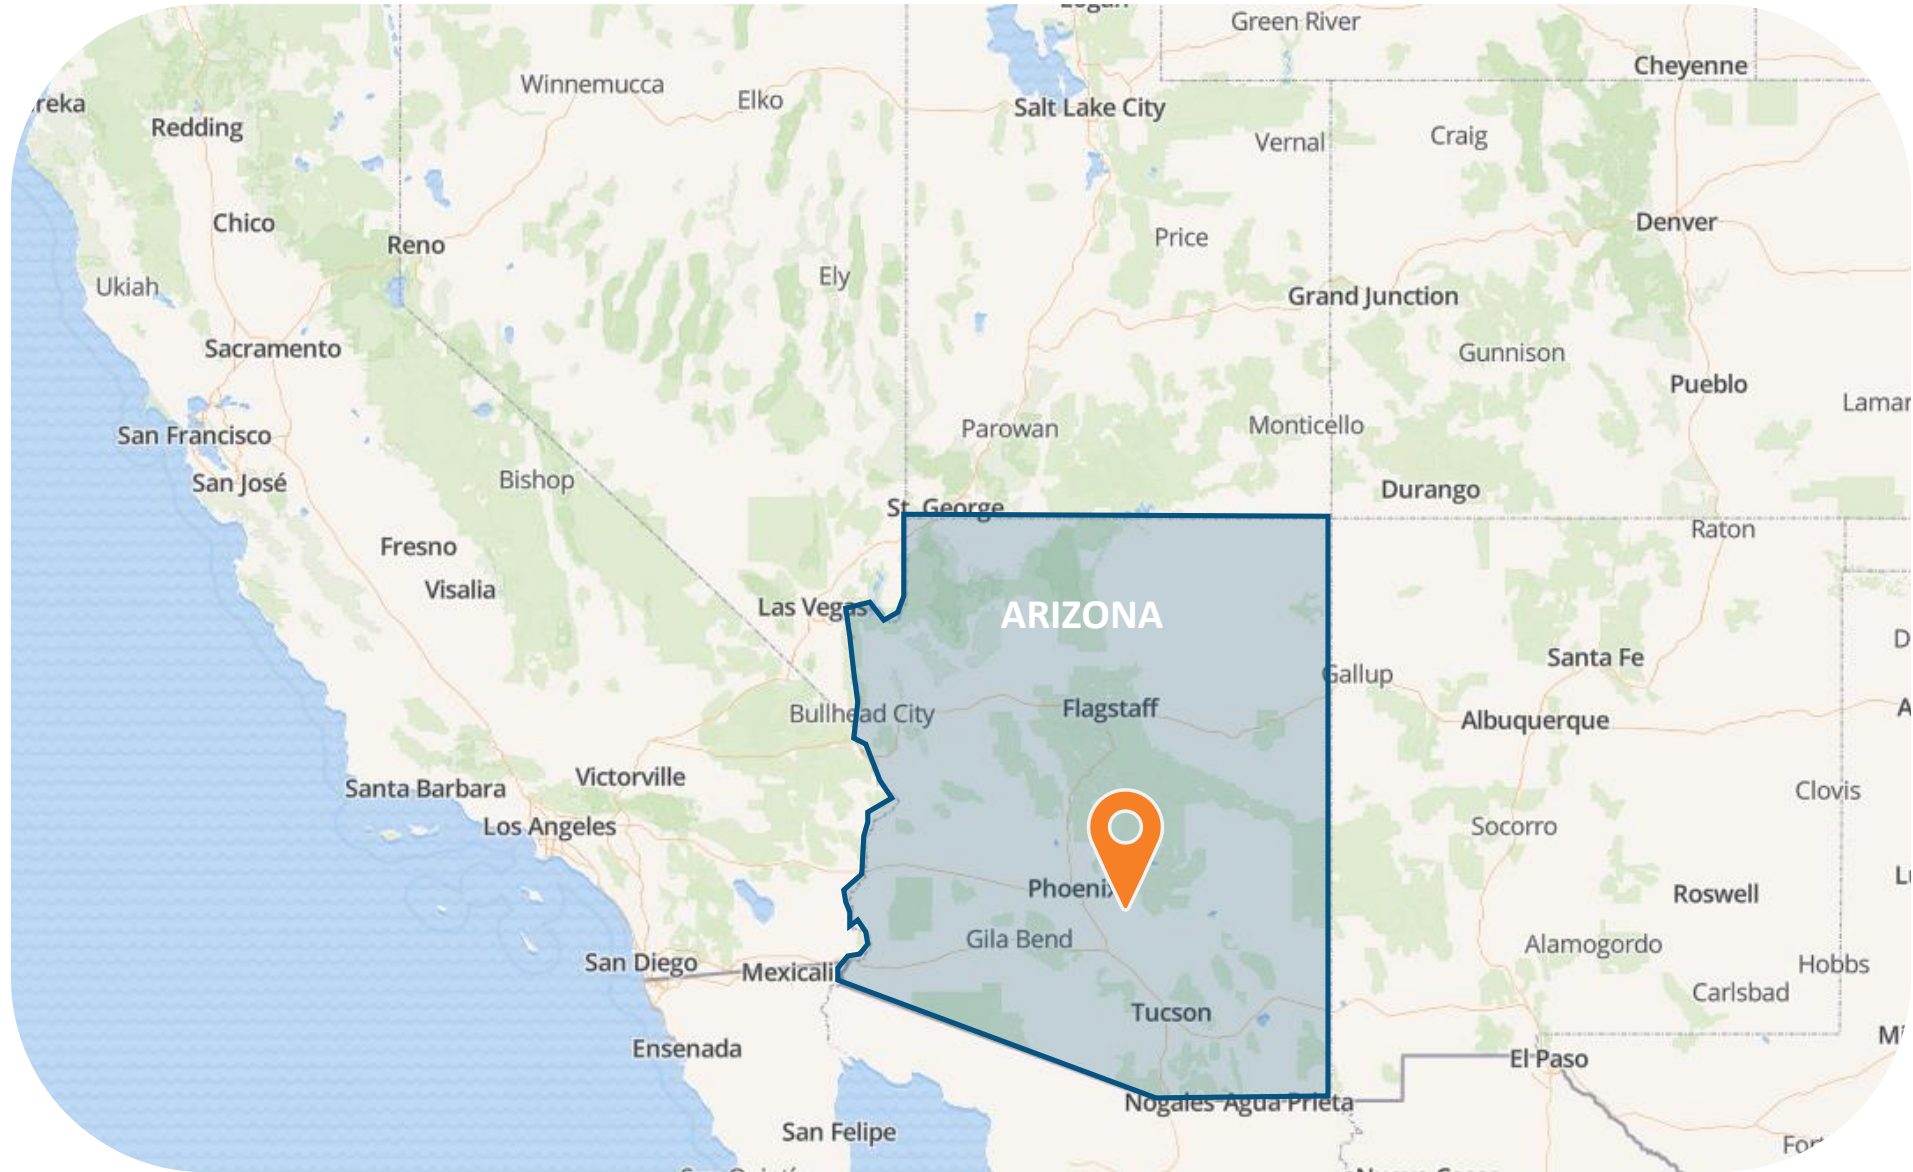 Green River
Cheyenne
Winnemucca
Elko
Salt Lake City
Redding
Vernal
Craig
Chico
Reno
Denver
Price
Ukiah
Ely
Grand Junction
Sacramento
Gunnison
Pueblo
Lamar
San Francisco
Parowan
Monticello
San José
Bishop
Durango
St. George
Raton
Fresno
Visalia
Las Vegas
ARIZONA
Santa Fe
Gallup
Bullhead City
Flagstaff
Albuquerque
Santa Barbara
Victorville
Clovis
Los Angeles
Socorro
Phoenix
Roswell
Gila Bend
Alamogordo
San Diego
Mexicali
Hobbs
Carlsbad
Tucson
Ensenada
El Paso
Nogales
Agua Prieta
San Felipe